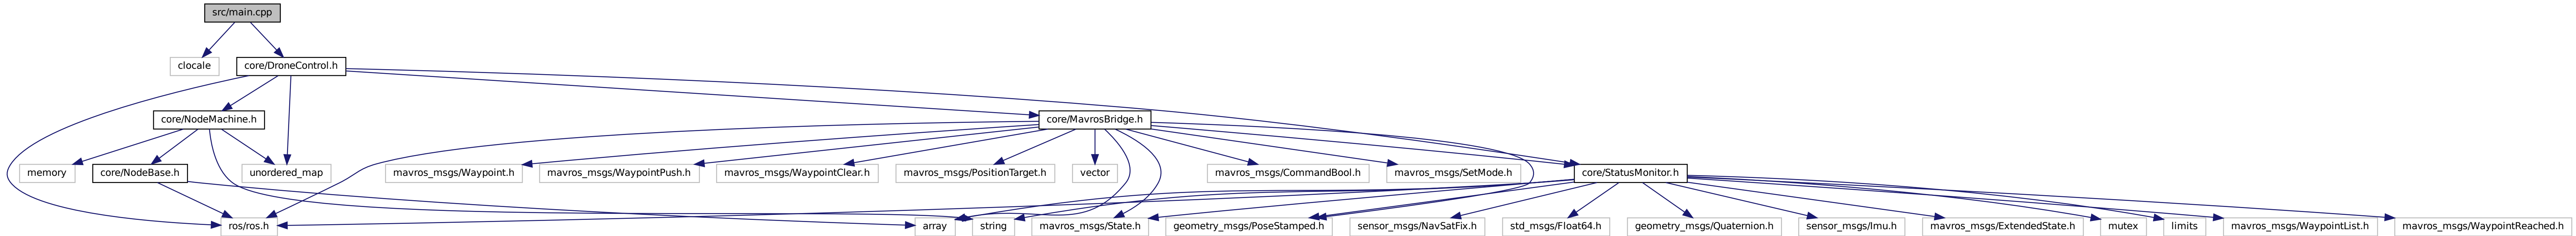 src/main.cpp
clocale
core/DroneControl.h
core/NodeMachine.h
core/MavrosBridge.h
memory
core/NodeBase.h
unordered_map
mavros_msgs/Waypoint.h
mavros_msgs/WaypointPush.h
mavros_msgs/WaypointClear.h
mavros_msgs/PositionTarget.h
vector
mavros_msgs/CommandBool.h
mavros_msgs/SetMode.h
core/StatusMonitor.h
ros/ros.h
array
string
mavros_msgs/State.h
geometry_msgs/PoseStamped.h
sensor_msgs/NavSatFix.h
std_msgs/Float64.h
geometry_msgs/Quaternion.h
sensor_msgs/Imu.h
mavros_msgs/ExtendedState.h
mutex
limits
mavros_msgs/WaypointList.h
mavros_msgs/WaypointReached.h